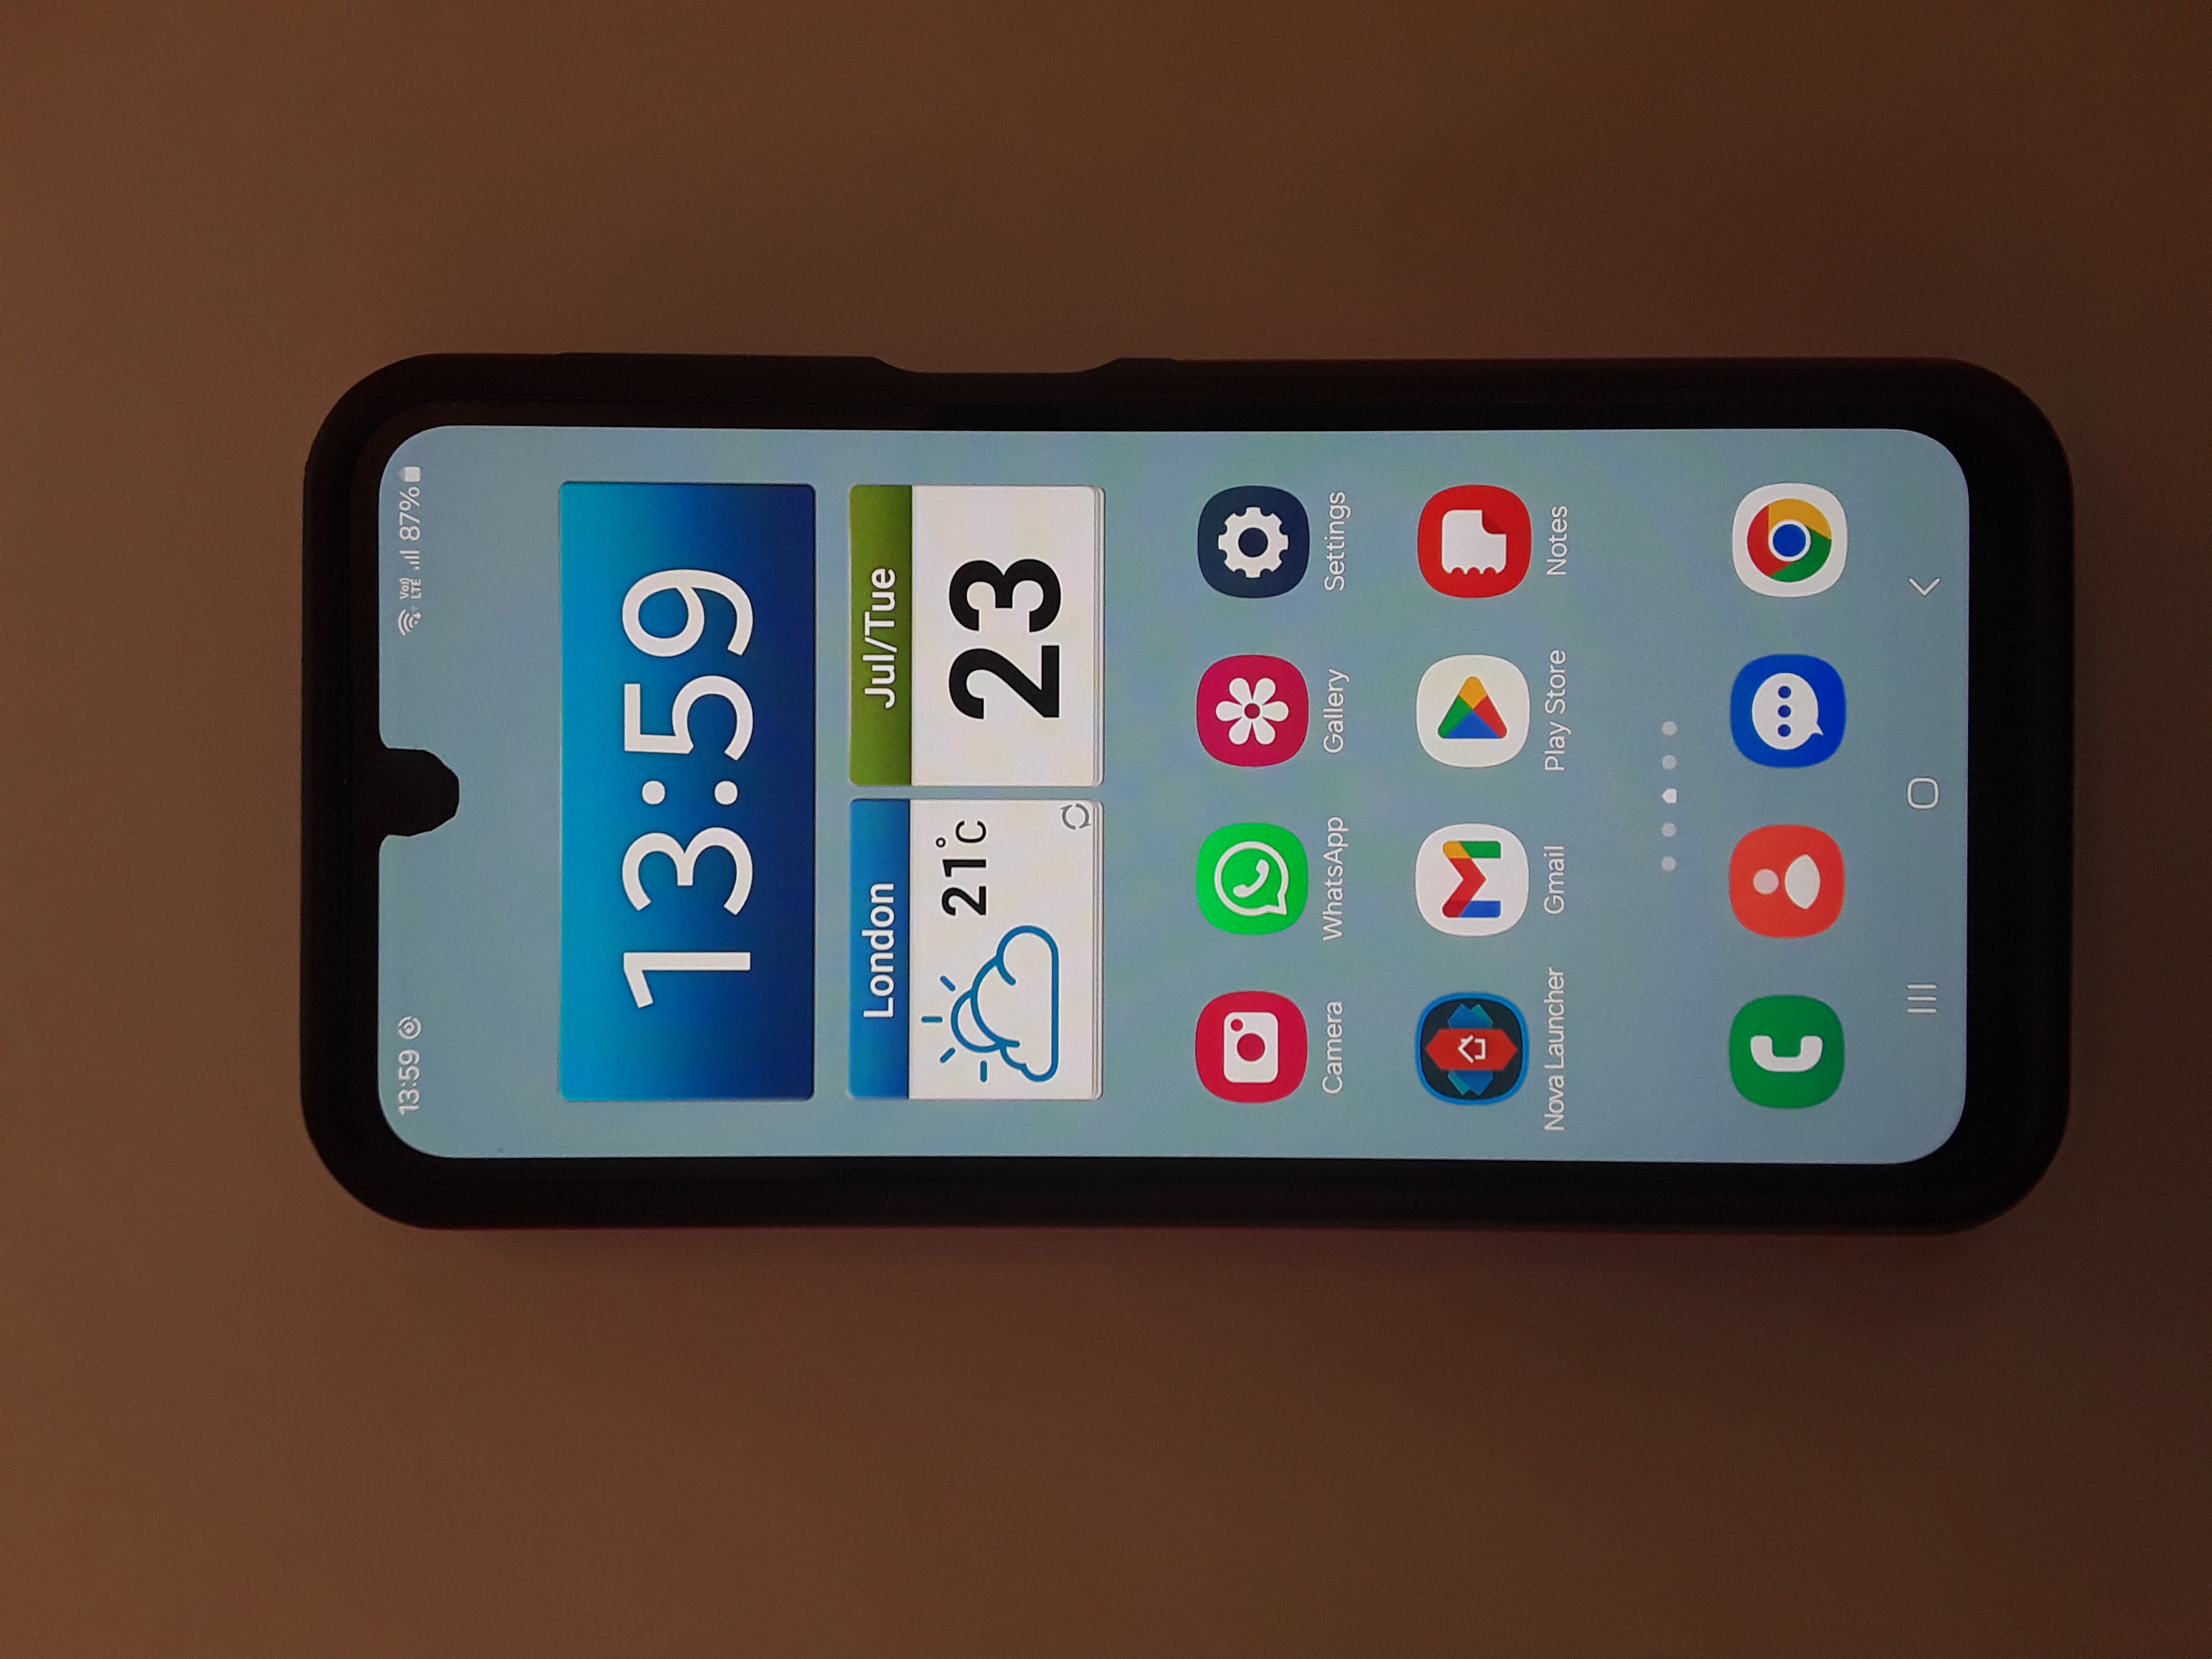 13:59 Vo)) LTE 87%
13:59
London Jul/Tue
21°C 23
Camera WhatsApp Gallery Settings
Nova Launcher Gmail Play Store Notes